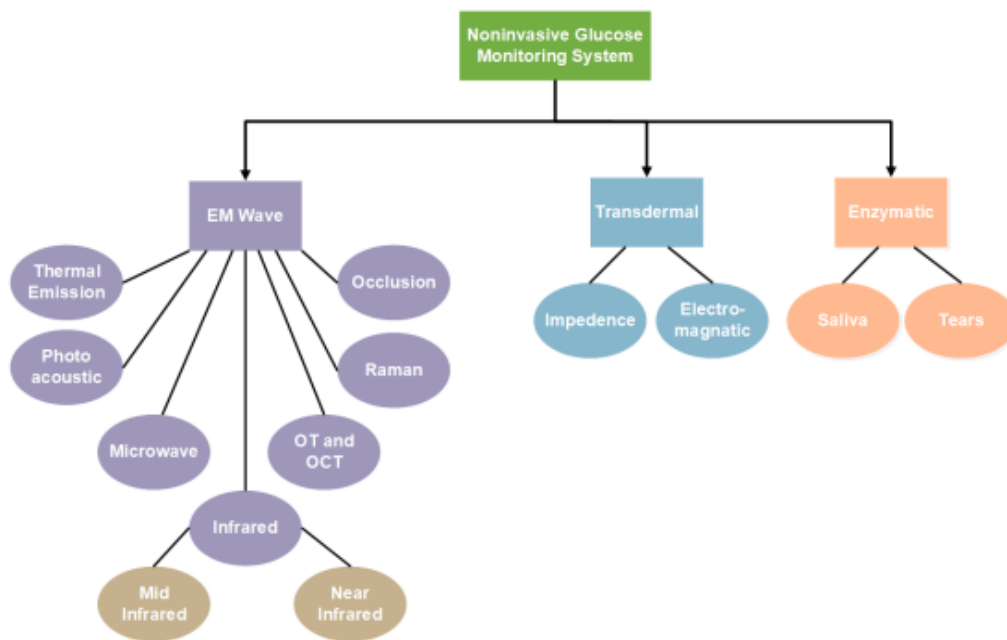 Noninvasive Glucose
Monitoring System
EM Wave
Transdermal
Enzymatic
Thermal
Emission
Occlusion
Impedence
Electro-
magnatic
Saliva
Tears
Photo
acoustic
Raman
Microwave
OT and
OCT
Infrared
Mid
Infrared
Near
Infrared